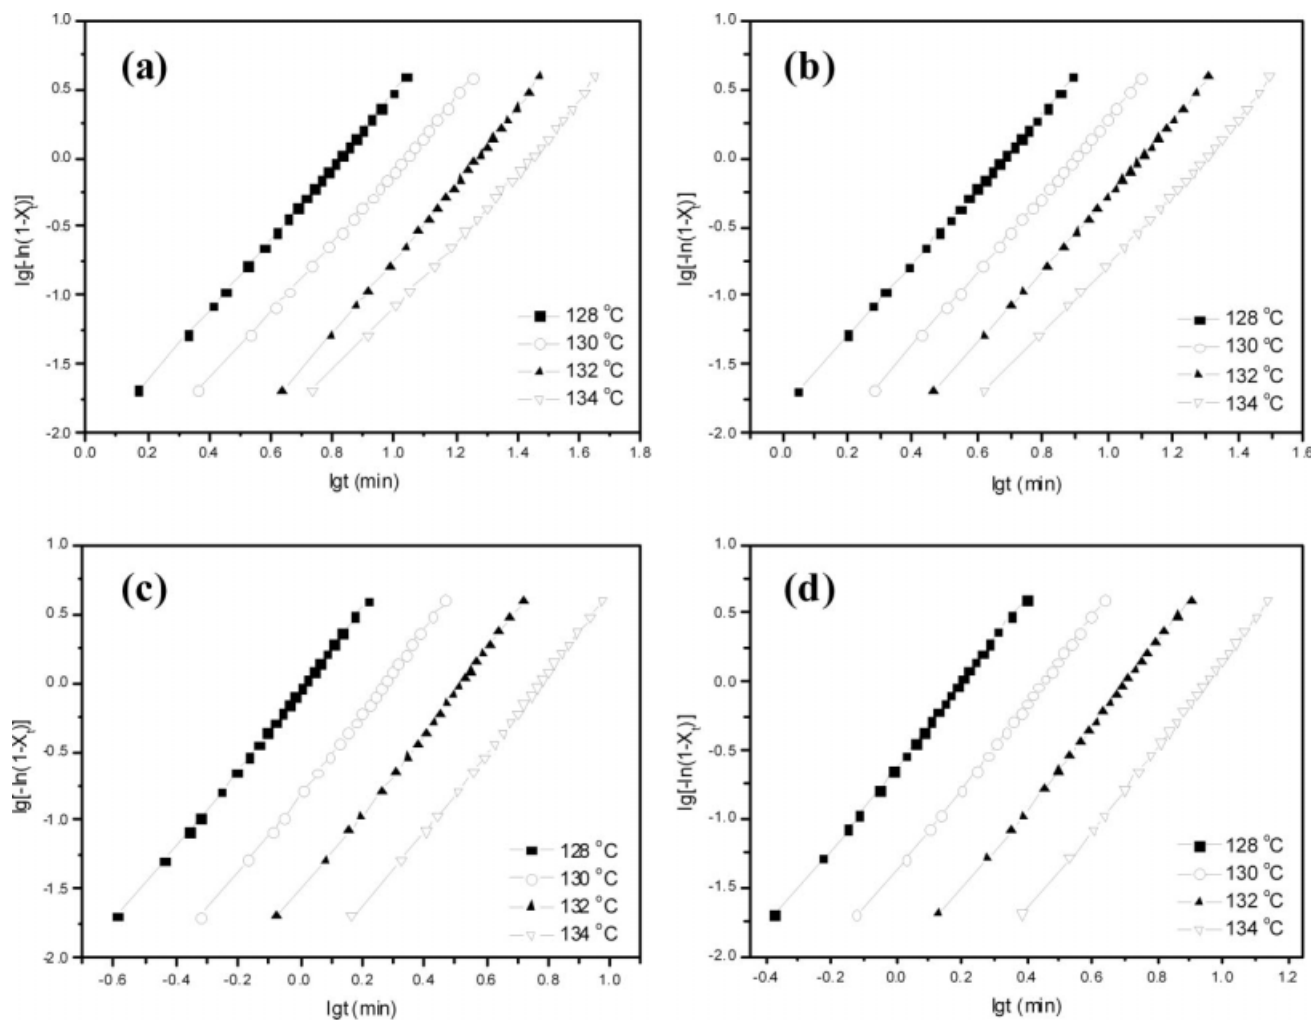 (a)
lg[-ln(1-Xt)]
1.0
0.5
0.0
-0.5
-1.0
-1.5
-2.0
128 °C
130 °C
132 °C
134 °C
0.0 0.2 0.4 0.6 0.8 1.0 1.2 1.4 1.6 1.8
lgt (min)
(b)
lg[-ln(1-Xt)]
1.0
0.5
0.0
-0.5
-1.0
-1.5
-2.0
128 °C
130 °C
132 °C
134 °C
0.0 0.2 0.4 0.6 0.8 1.0 1.2 1.4 1.6
lgt (min)
(c)
lg[-ln(1-Xt)]
1.0
0.5
0.0
-0.5
-1.0
-1.5
-2.0
128 °C
130 °C
132 °C
134 °C
-0.6 -0.4 -0.2 0.0 0.2 0.4 0.6 0.8 1.0
lgt (min)
(d)
lg[-ln(1-Xt)]
1.0
0.5
0.0
-0.5
-1.0
-1.5
-2.0
128 °C
130 °C
132 °C
134 °C
-0.4 -0.2 0.0 0.2 0.4 0.6 0.8 1.0 1.2
lgt (min)